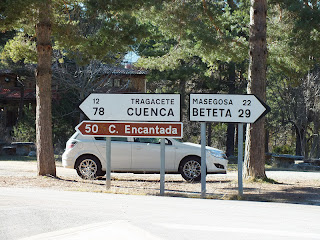 12 TRAGACETE
78 CUENCA
50 C. Encantada
MASEGOSA 22
BETETA 29